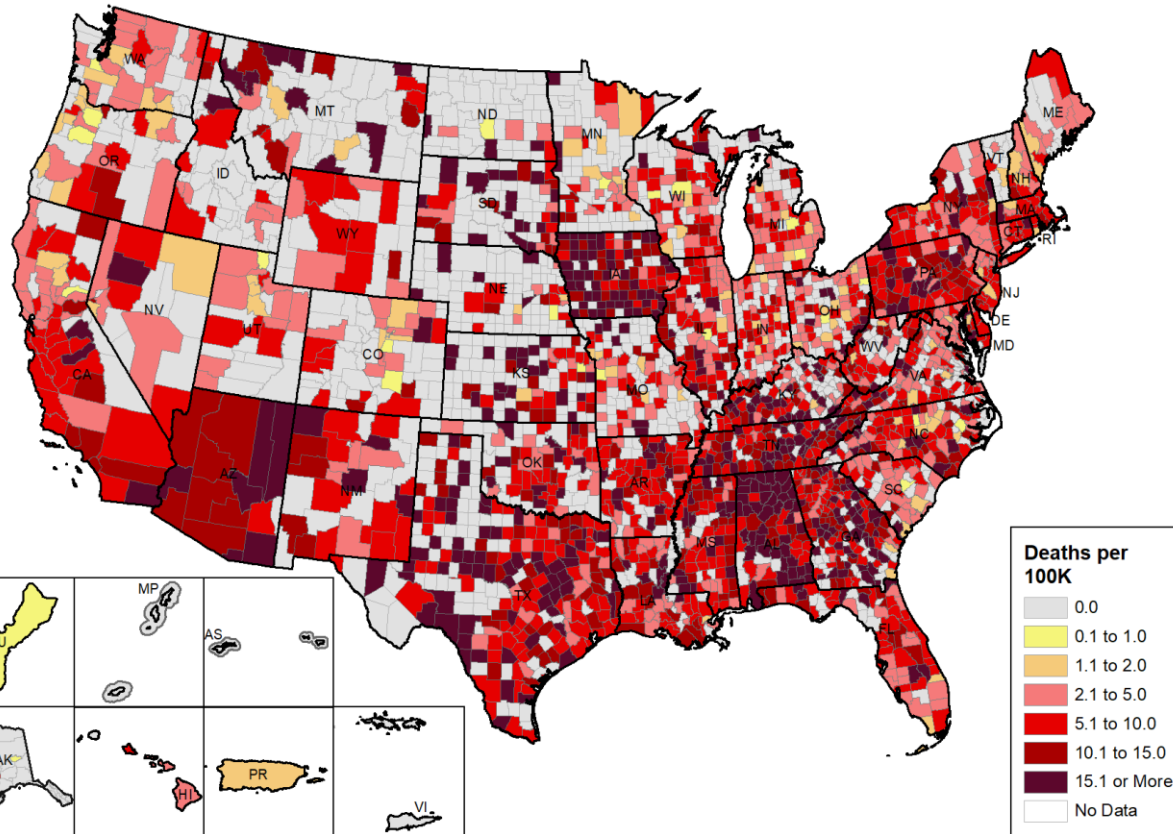 WA
MT
ND
MN
ME
OR
ID
SD
WI
VT
NH
NY
MA
CT
RI
WY
MI
IA
NE
PA
NJ
NV
UT
CO
IL
IN
OH
DE
MD
WV
VA
CA
KS
MO
KY
AZ
NM
OK
AR
TN
NC
SC
MS
AL
GA
TX
LA
FL
MP
AS
AK
HI
PR
VI
Deaths per
100K
0.0
0.1 to 1.0
1.1 to 2.0
2.1 to 5.0
5.1 to 10.0
10.1 to 15.0
15.1 or More
No Data